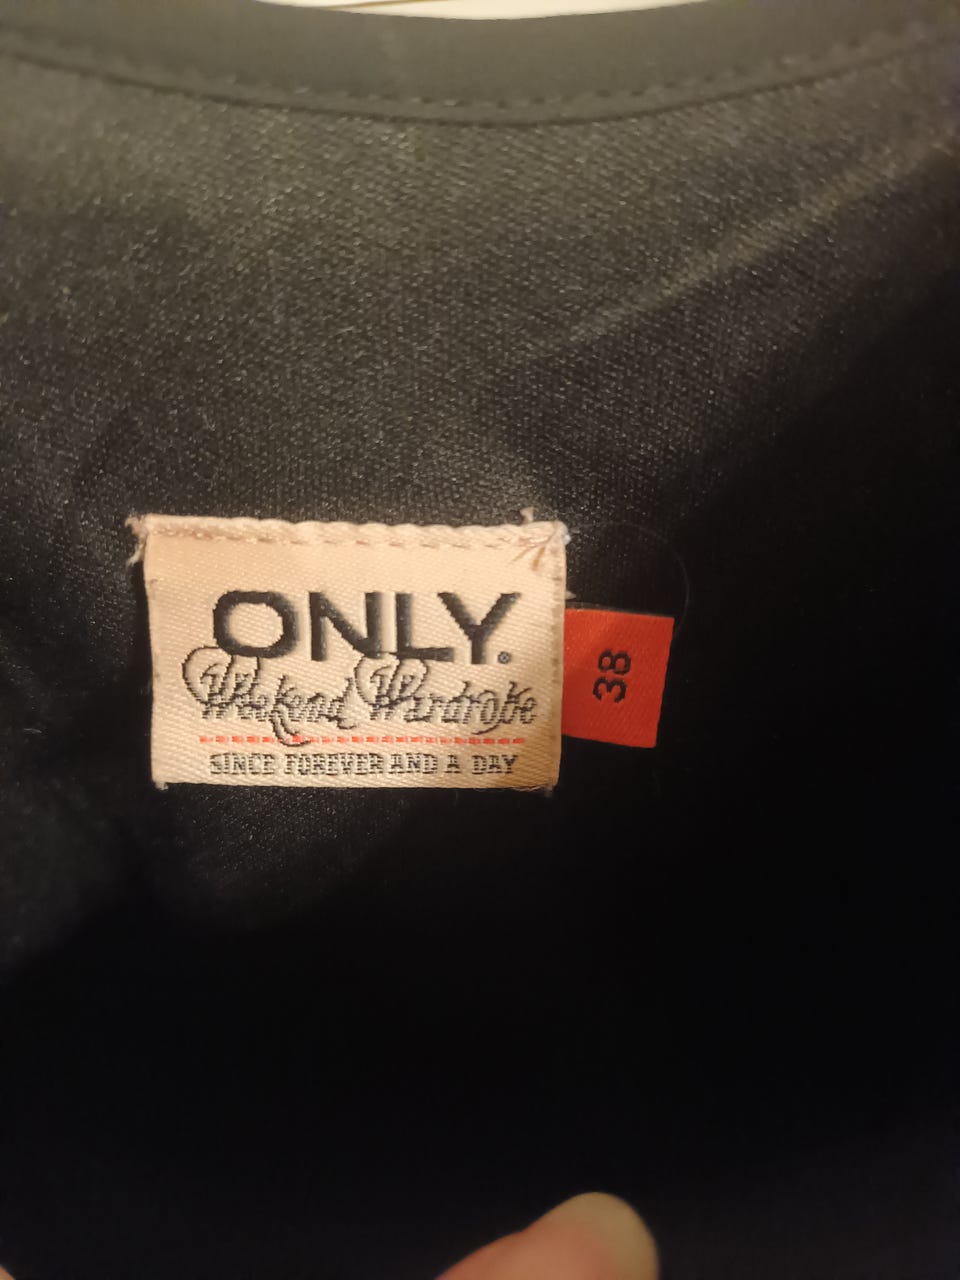 ONLY.
Weekend Wardrobe
SINCE FOREVER AND A DAY
38